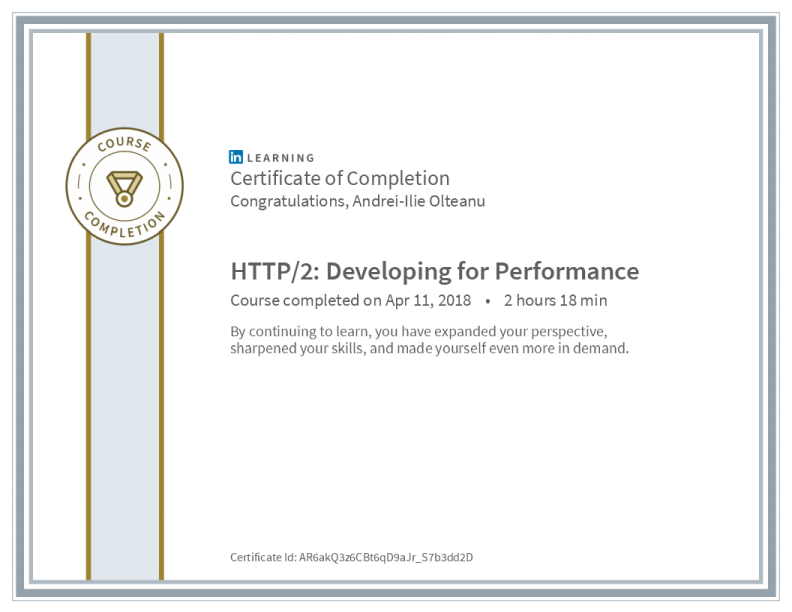 COURSE
COMPLETION
in LEARNING
Certificate of Completion
Congratulations, Andrei-Ilie Olteanu
HTTP/2: Developing for Performance
Course completed on Apr 11, 2018 • 2 hours 18 min
By continuing to learn, you have expanded your perspective,
sharpened your skills, and made yourself even more in demand.
Certificate Id: AR6akQ3z6CBt6qD9aJr_S7b3dd2D